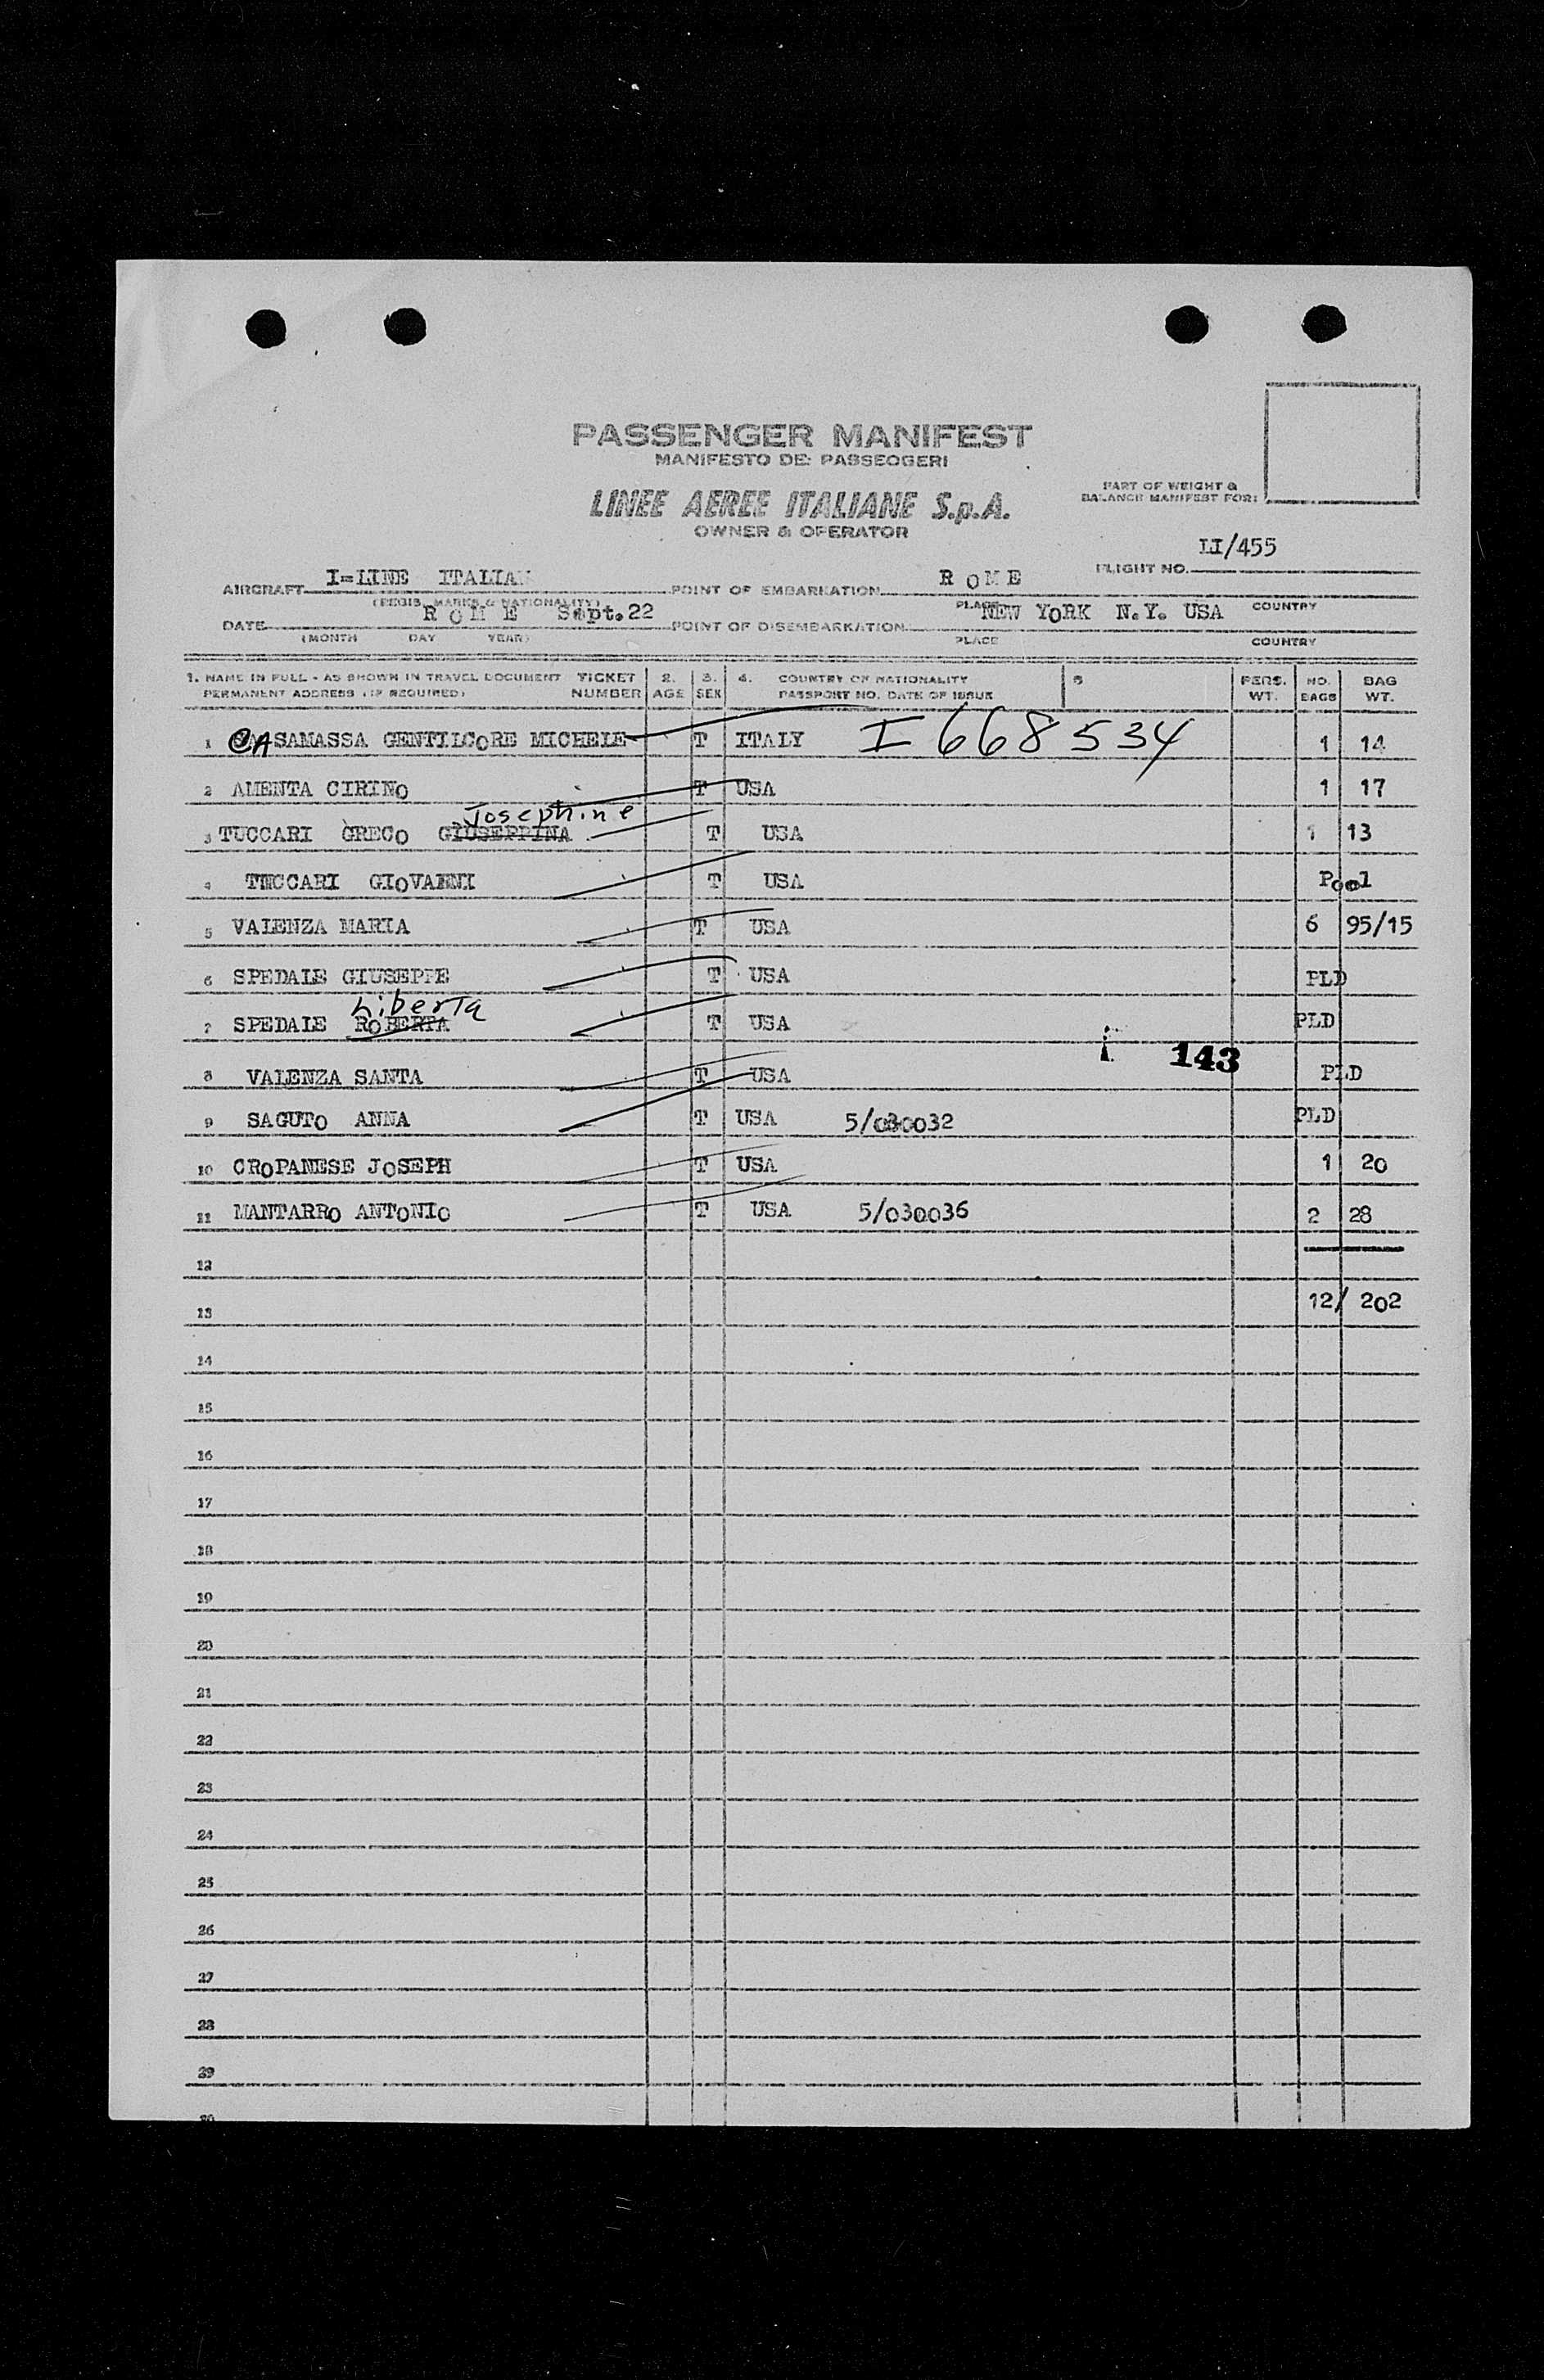 PASSENGER MANIFEST
MANIFESTO DEI PASSEGGERI
LINEE AEREE ITALIANE S.p.A.
OWNER & OPERATOR
PART OF WEIGHT &
BALANCE MANIFEST FOR:
LI/455
AIRCRAFT I=LINE ITALIAN POINT OF EMBARKATION R O M E FLIGHT NO.
(REGIS. MARKS & NATIONALITY) PLACE COUNTRY
DATE R O M E Sept.22 POINT OF DISEMBARKATION NEW YORK N.Y. USA
(MONTH DAY YEAR) PLACE COUNTRY
1. NAME IN FULL - AS SHOWN IN TRAVEL DOCUMENT TICKET 2. 3. 4. COUNTRY OF NATIONALITY 5 PERS. NO. BAG
PERMANENT ADDRESS (IF REQUIRED) NUMBER AGE SEX PASSPORT NO. DATE OF ISSUE WT. BAGS WT.
1 CASAMASSA GENTILCORE MICHELE T ITALY I 668534 1 14
2 AMENTA CIRINO T USA 1 17
Josephine
3 TUCCARI GRECO GIUSEPPINA T USA 1 13
4 TUCCARI GIOVANNI T USA Pool
5 VALENZA MARIA T USA 6 95/15
6 SPEDALE GIUSEPPE T USA PLD
Liberta
7 SPEDALE ROBERTA T USA PLD
143
8 VALENZA SANTA T USA PLD
9 SAGUTO ANNA T USA 5/030032 PLD
10 CROPANESE JOSEPH T USA 1 20
11 MANTARRO ANTONIO T USA 5/030036 2 28
12
13 12/ 202
14
15
16
17
18
19
20
21
22
23
24
25
26
27
28
29
30